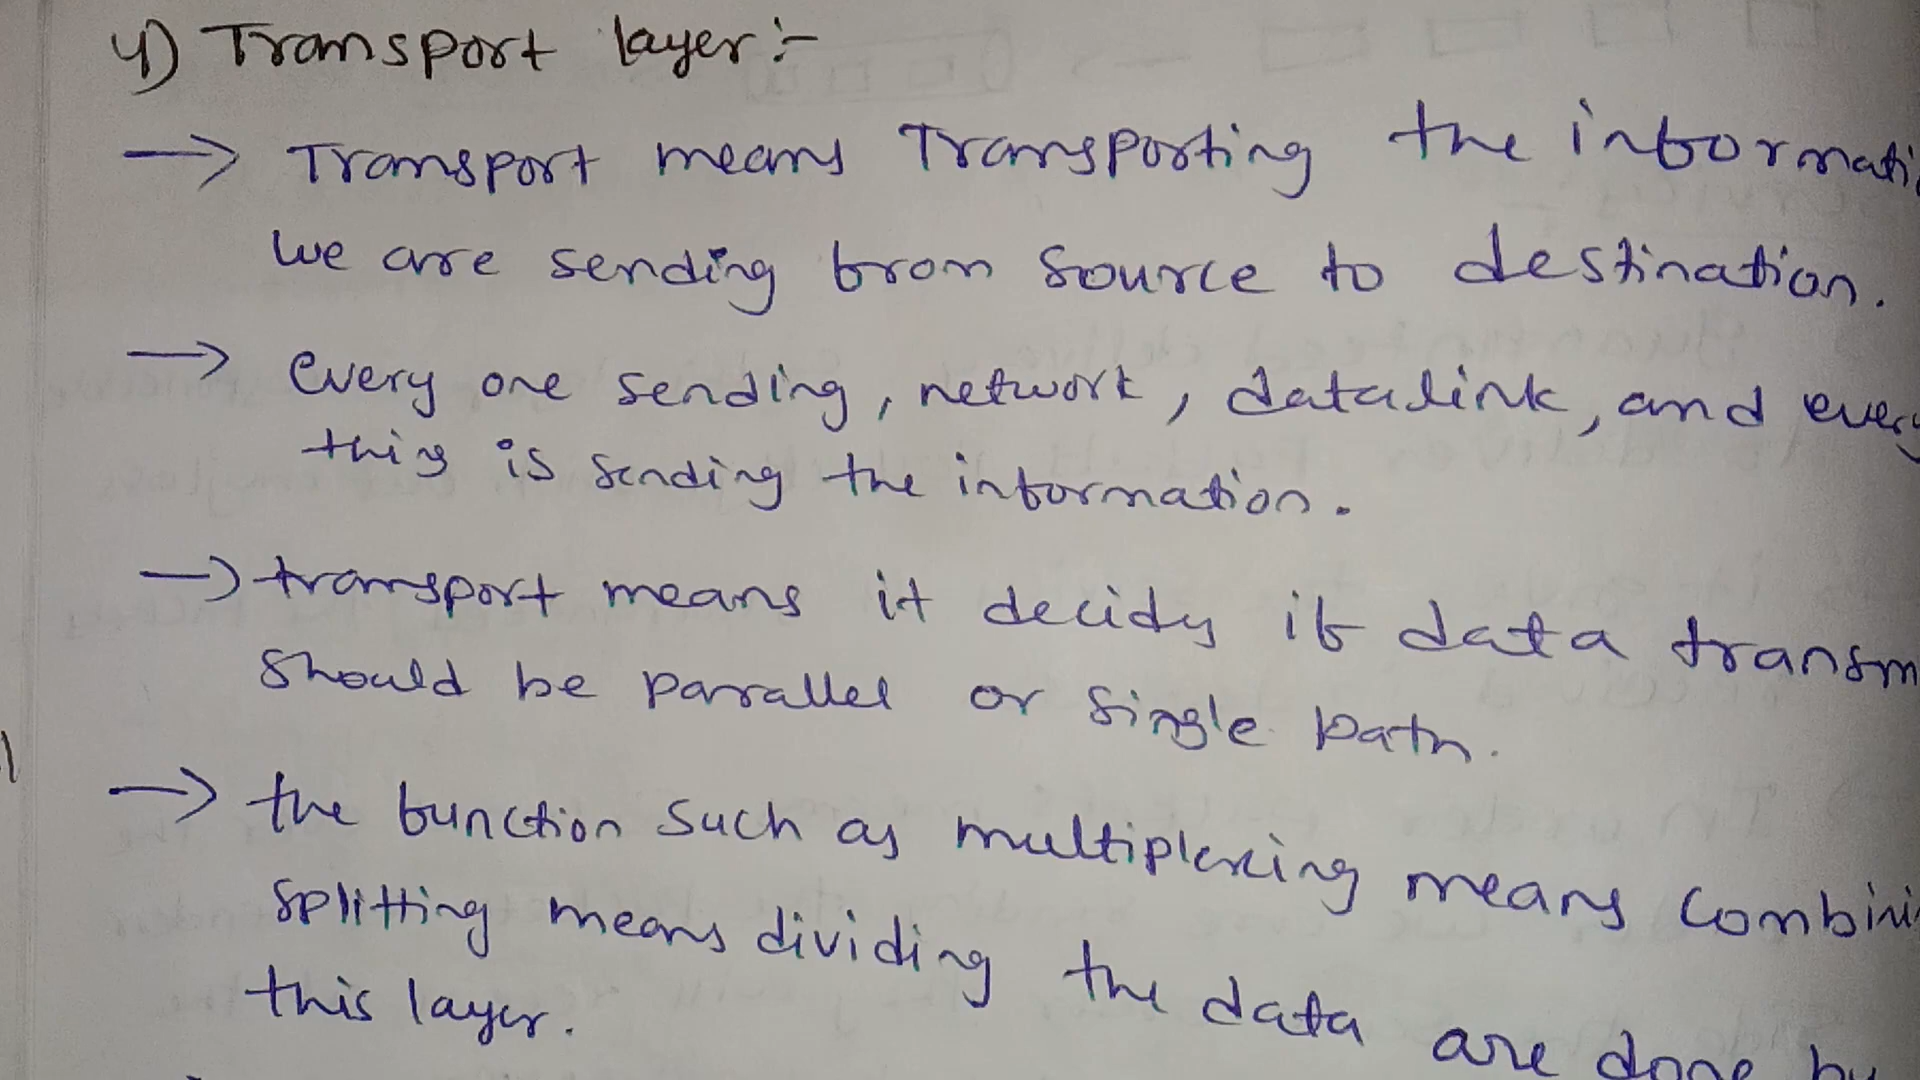 4) Transport layer :-
→ Transport means Transporting the informati
we are sending from source to destination.
→ every one sending, network, datalink, and every
thing is sending the information.
→ transport means it decides if data transm
should be parallel or single path.
→ the function such as multiplexing means combini
splitting means dividing the data are done by
this layer.